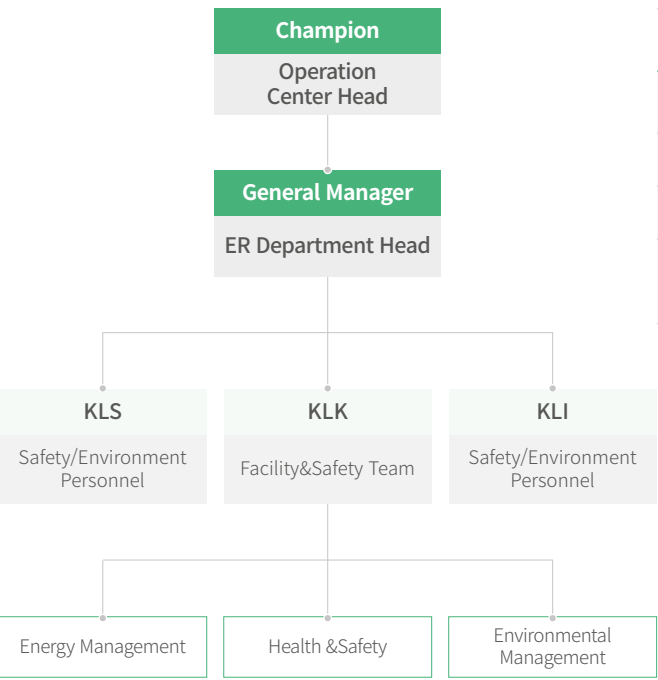 Champion
Operation
Center Head
General Manager
ER Department Head
KLS
Safety/Environment
Personnel
KLK
Facility&Safety Team
KLI
Safety/Environment
Personnel
Energy Management
Health &Safety
Environmental
Management